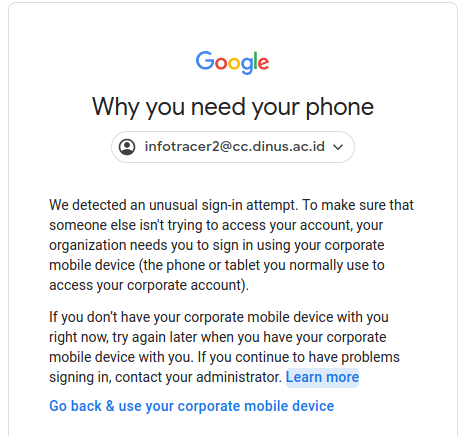 Google
Why you need your phone
infotracer2@cc.dinus.ac.id
We detected an unusual sign-in attempt. To make sure that
someone else isn't trying to access your account, your
organization needs you to sign in using your corporate
mobile device (the phone or tablet you normally use to
access your corporate account).
If you don’t have your corporate mobile device with you
right now, try again later when you have your corporate
mobile device with you. If you continue to have problems
signing in, contact your administrator. Learn more
Go back & use your corporate mobile device